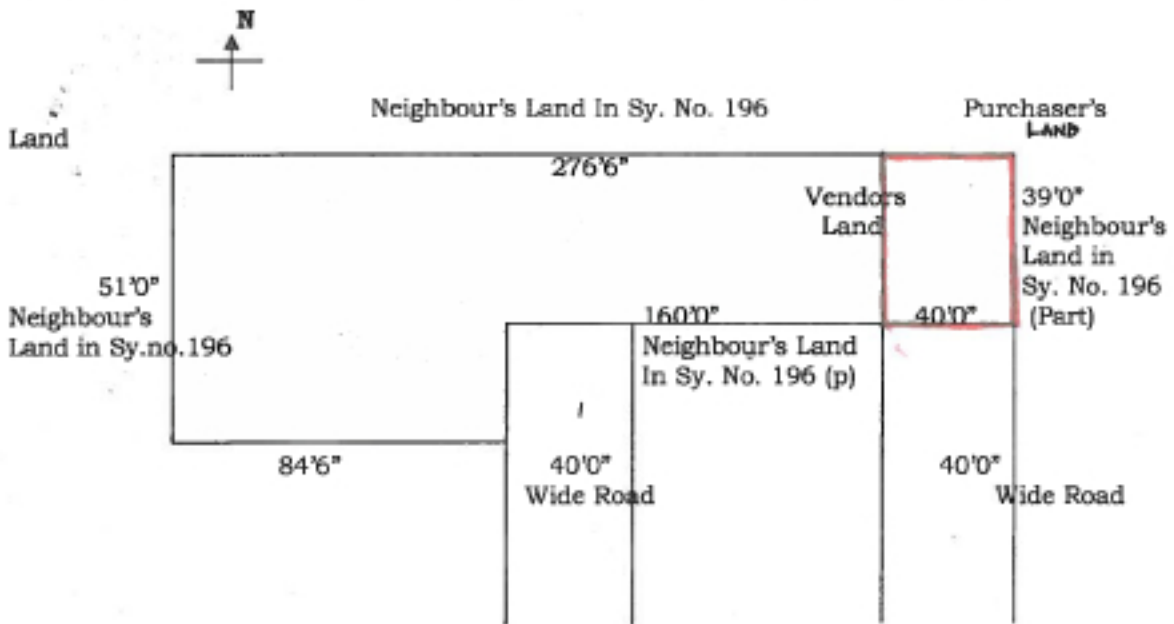 N
Neighbour's Land In Sy. No. 196
Purchaser's
LAND
Land
276'6"
Vendors
Land
39'0"
Neighbour's
Land in
Sy. No. 196
(Part)
51'0"
Neighbour's
Land in Sy.no.196
160'0"
40'0"
Neighbour's Land
In Sy. No. 196 (p)
84'6"
40'0"
Wide Road
40'0"
Wide Road